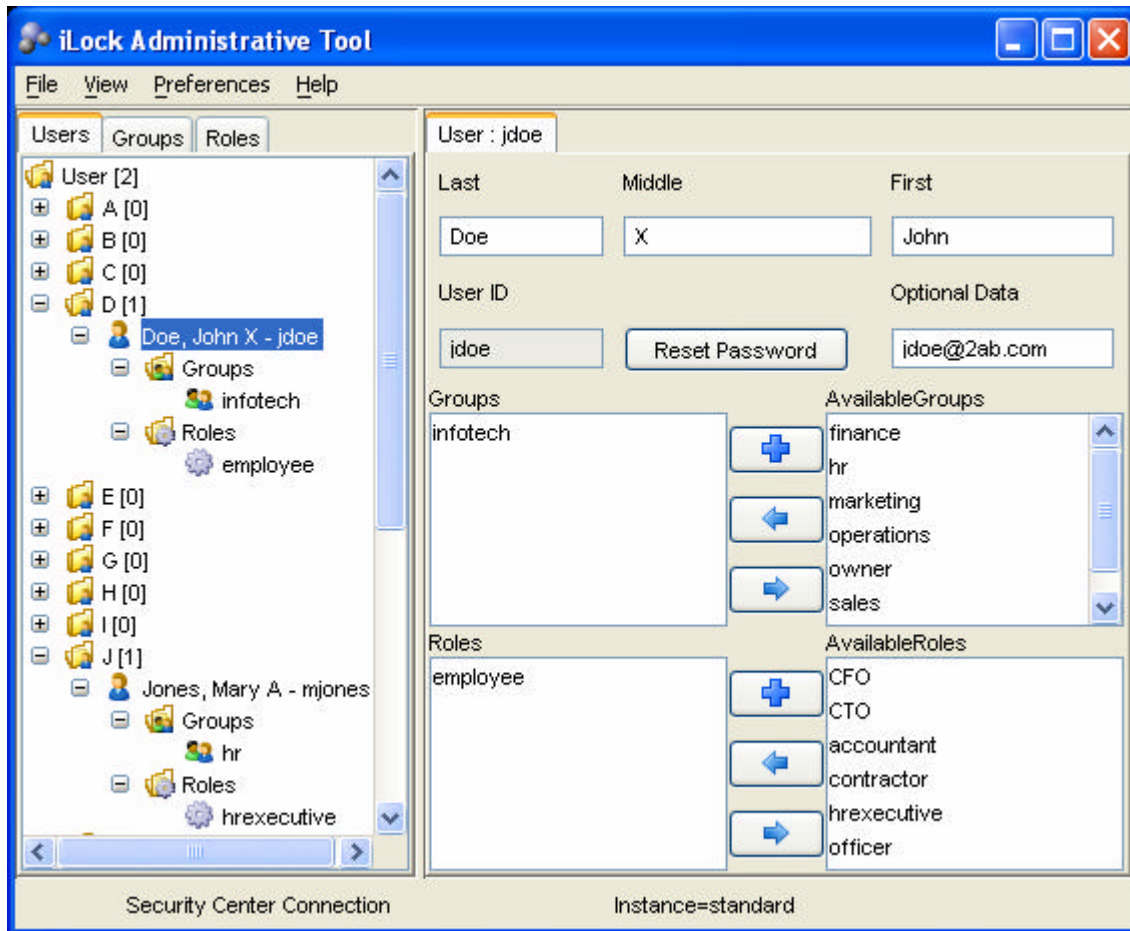 iLock Administrative Tool
File View Preferences Help
Users Groups Roles
User [2]
A [0]
B [0]
C [0]
D [1]
Doe, John X - jdoe
Groups
infotech
Roles
employee
E [0]
F [0]
G [0]
H [0]
I [0]
J [1]
Jones, Mary A - mjones
Groups
hr
Roles
hrexecutive
User : jdoe
Last Middle First
Doe X John
User ID Optional Data
jdoe Reset Password jdoe@2ab.com
Groups AvailableGroups
infotech
finance
hr
marketing
operations
owner
sales
Roles AvailableRoles
employee
CFO
CTO
accountant
contractor
hrexecutive
officer
Security Center Connection Instance=standard